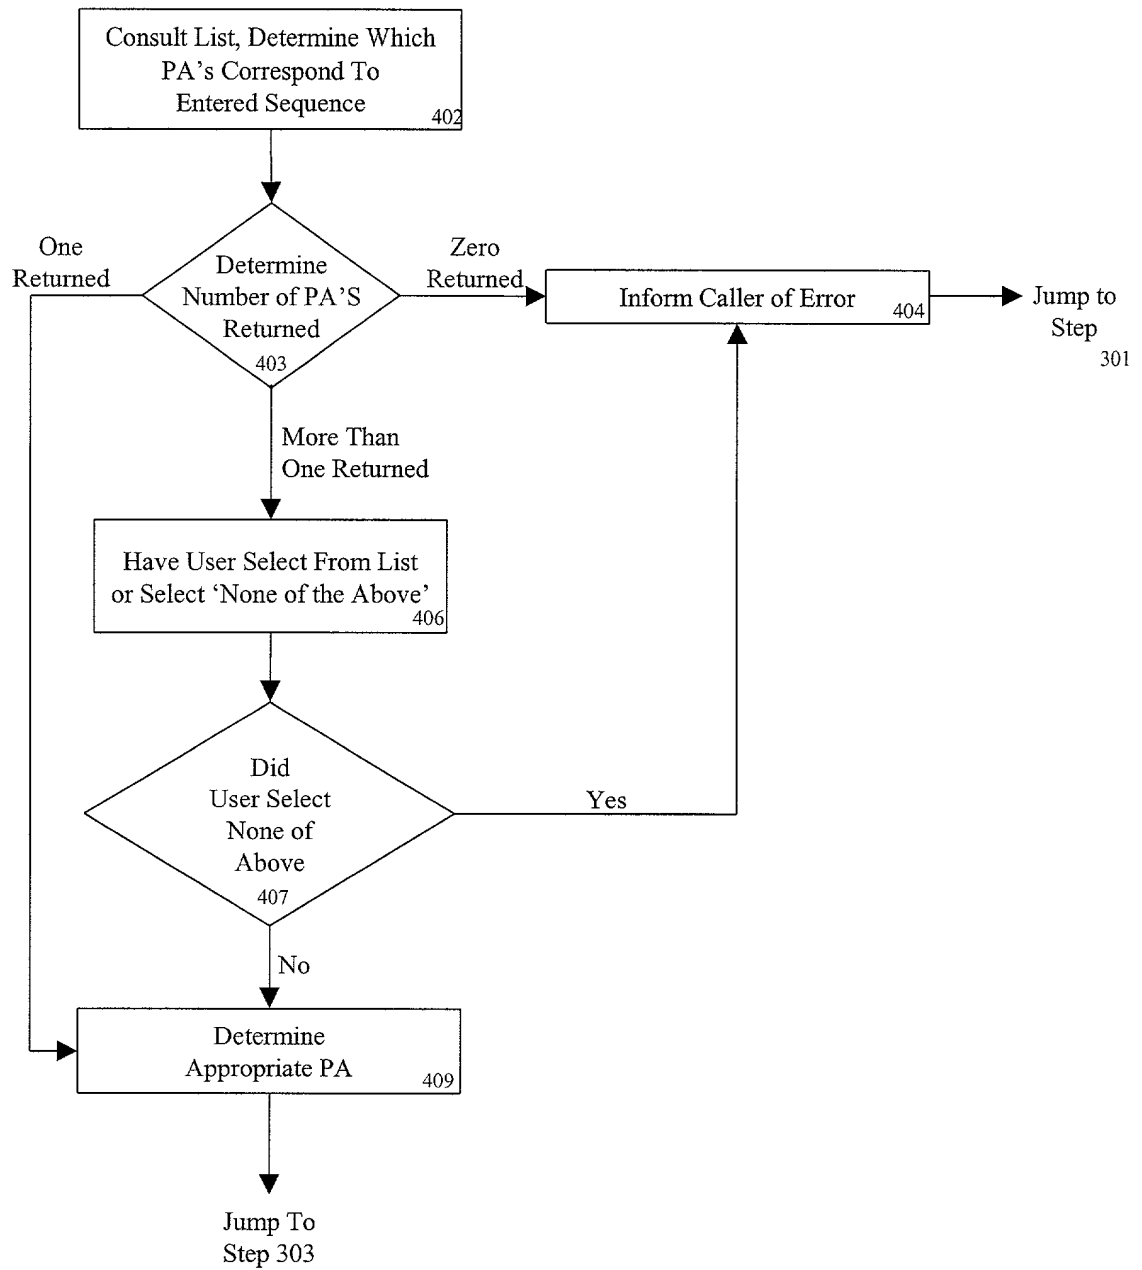 Consult List, Determine Which
PA's Correspond To
Entered Sequence
402
One
Returned
Determine
Number of PA'S
Returned
403
Zero
Returned
Inform Caller of Error
404
Jump to
Step
301
More Than
One Returned
Have User Select From List
or Select ‘None of the Above’
406
Did
User Select
None of
Above
407
Yes
No
Determine
Appropriate PA
409
Jump To
Step 303